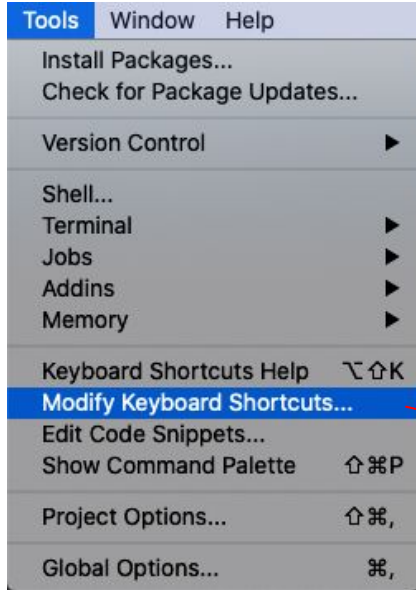 Tools Window Help
Install Packages...
Check for Package Updates...
Version Control ▶
Shell...
Terminal ▶
Jobs ▶
Addins ▶
Memory ▶
Keyboard Shortcuts Help ⌥⇧K
Modify Keyboard Shortcuts...
Edit Code Snippets...
Show Command Palette ⇧⌘P
Project Options... ⇧⌘,
Global Options... ⌘,